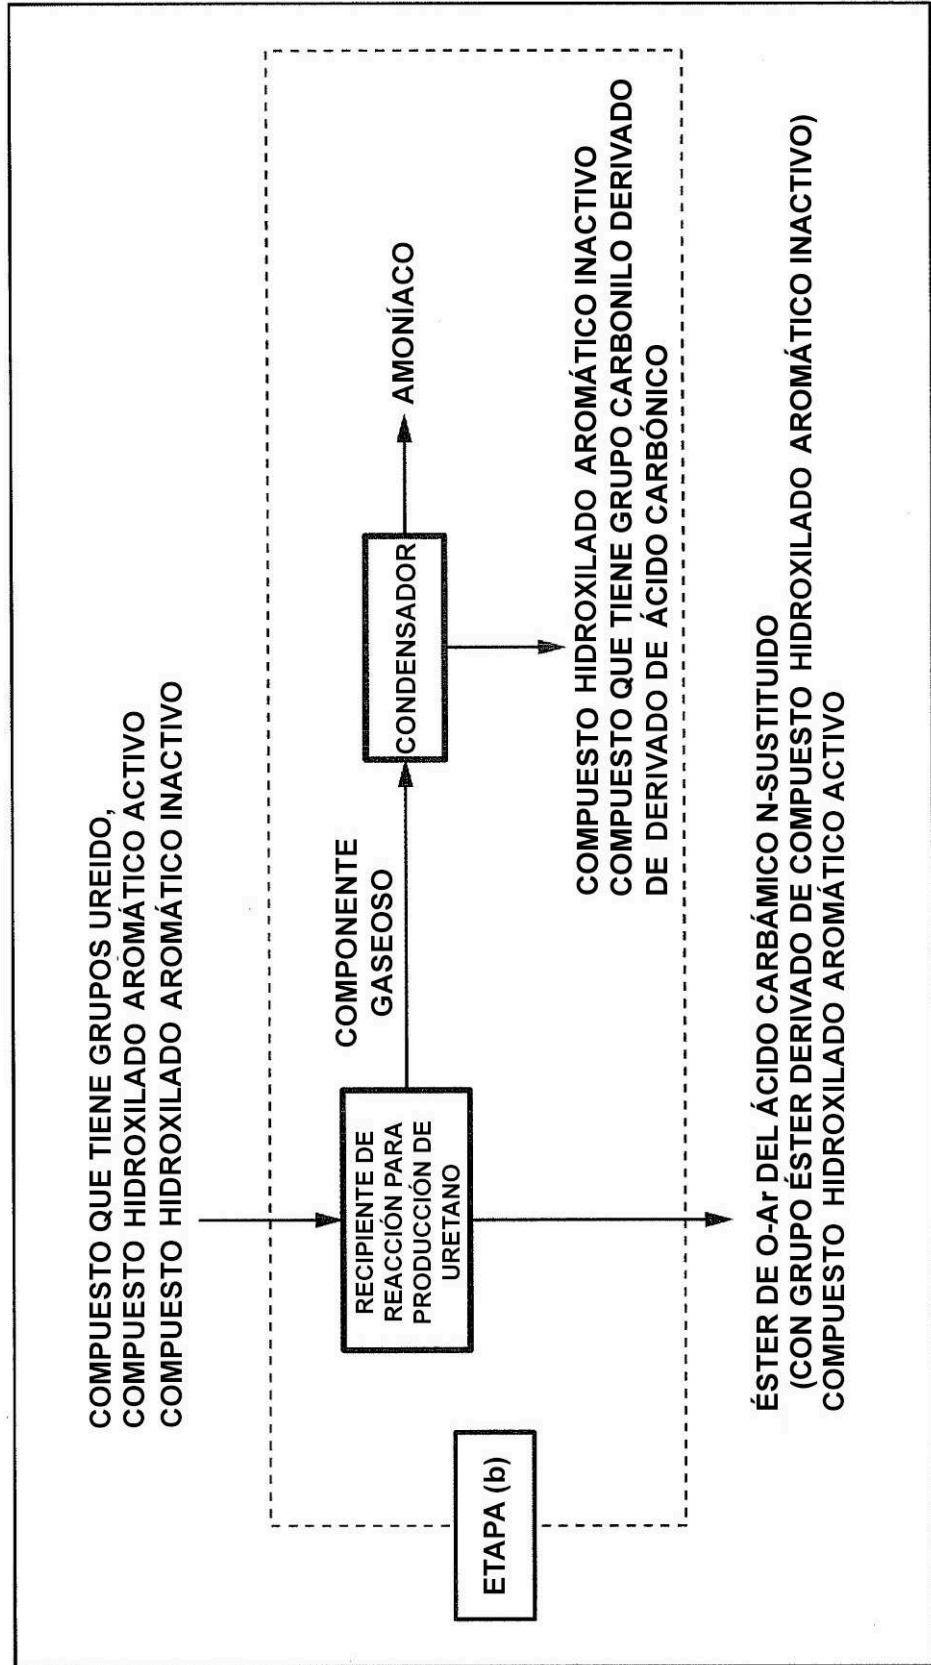 COMPUESTO QUE TIENE GRUPOS UREIDO,
COMPUESTO HIDROXILADO AROMÁTICO ACTIVO
COMPUESTO HIDROXILADO AROMÁTICO INACTIVO
ETAPA (b)
RECIPIENTE DE
REACCIÓN PARA
PRODUCCIÓN DE
URETANO
COMPONENTE
GASEOSO
CONDENSADOR
AMONÍACO
COMPUESTO HIDROXILADO AROMÁTICO INACTIVO
COMPUESTO QUE TIENE GRUPO CARBONILO DERIVADO
DE DERIVADO DE ÁCIDO CARBÓNICO
ÉSTER DE O-Ar DEL ÁCIDO CARBÁMICO N-SUSTITUIDO
(CON GRUPO ÉSTER DERIVADO DE COMPUESTO HIDROXILADO AROMÁTICO INACTIVO)
COMPUESTO HIDROXILADO AROMÁTICO ACTIVO